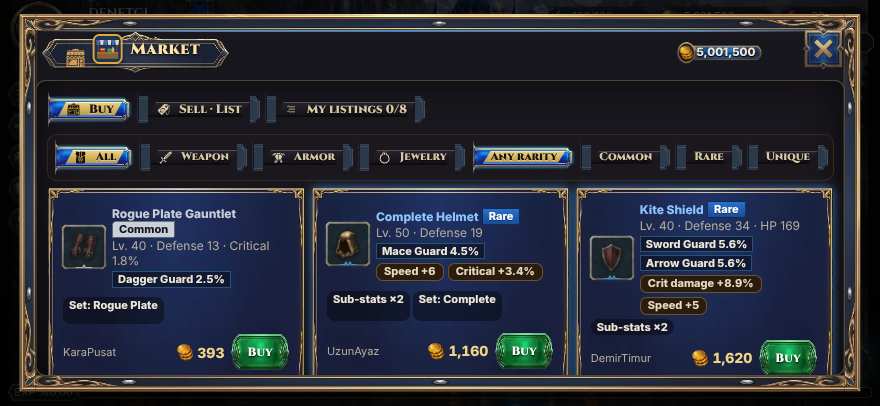 MARKET
5,001,500
BUY
SELL · LIST
MY LISTINGS 0/8
ALL
WEAPON
ARMOR
JEWELRY
ANY RARITY
COMMON
RARE
UNIQUE
Rogue Plate Gauntlet
Common
Lv. 40 · Defense 13 · Critical
1.8%
Dagger Guard 2.5%
Set: Rogue Plate
KaraPusat
393
BUY
Complete Helmet Rare
Lv. 50 · Defense 19
Mace Guard 4.5%
Speed +6 Critical +3.4%
Sub-stats ×2 Set: Complete
UzunAyaz
1,160
BUY
Kite Shield Rare
Lv. 40 · Defense 34 · HP 169
Sword Guard 5.6%
Arrow Guard 5.6%
Crit damage +8.9%
Speed +5
Sub-stats ×2
DemirTimur
1,620
BUY